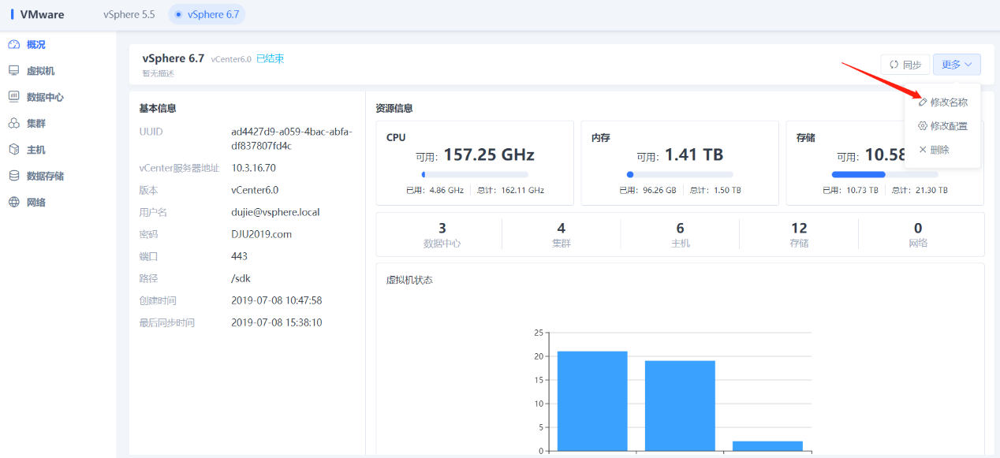 VMware
vSphere 5.5
vSphere 6.7
概况
虚拟机
数据中心
集群
主机
数据存储
网络
vSphere 6.7 vCenter6.0 已结束
暂无描述
同步
更多
修改名称
修改配置
删除
基本信息
UUID ad4427d9-a059-4bac-abfa-
df837807fd4c
vCenter服务器地址 10.3.16.70
版本 vCenter6.0
用户名 dujie@vsphere.local
密码 DJU2019.com
端口 443
路径 /sdk
创建时间 2019-07-08 10:47:58
最后同步时间 2019-07-08 15:38:10
资源信息
CPU
可用: 157.25 GHz
已用: 4.86 GHz 总计: 162.11 GHz
内存
可用: 1.41 TB
已用: 96.26 GB 总计: 1.50 TB
存储
可用: 10.58
已用: 10.73 TB 总计: 21.30 TB
3
数据中心
4
集群
6
主机
12
存储
0
网络
虚拟机状态
25
20
15
10
5
0